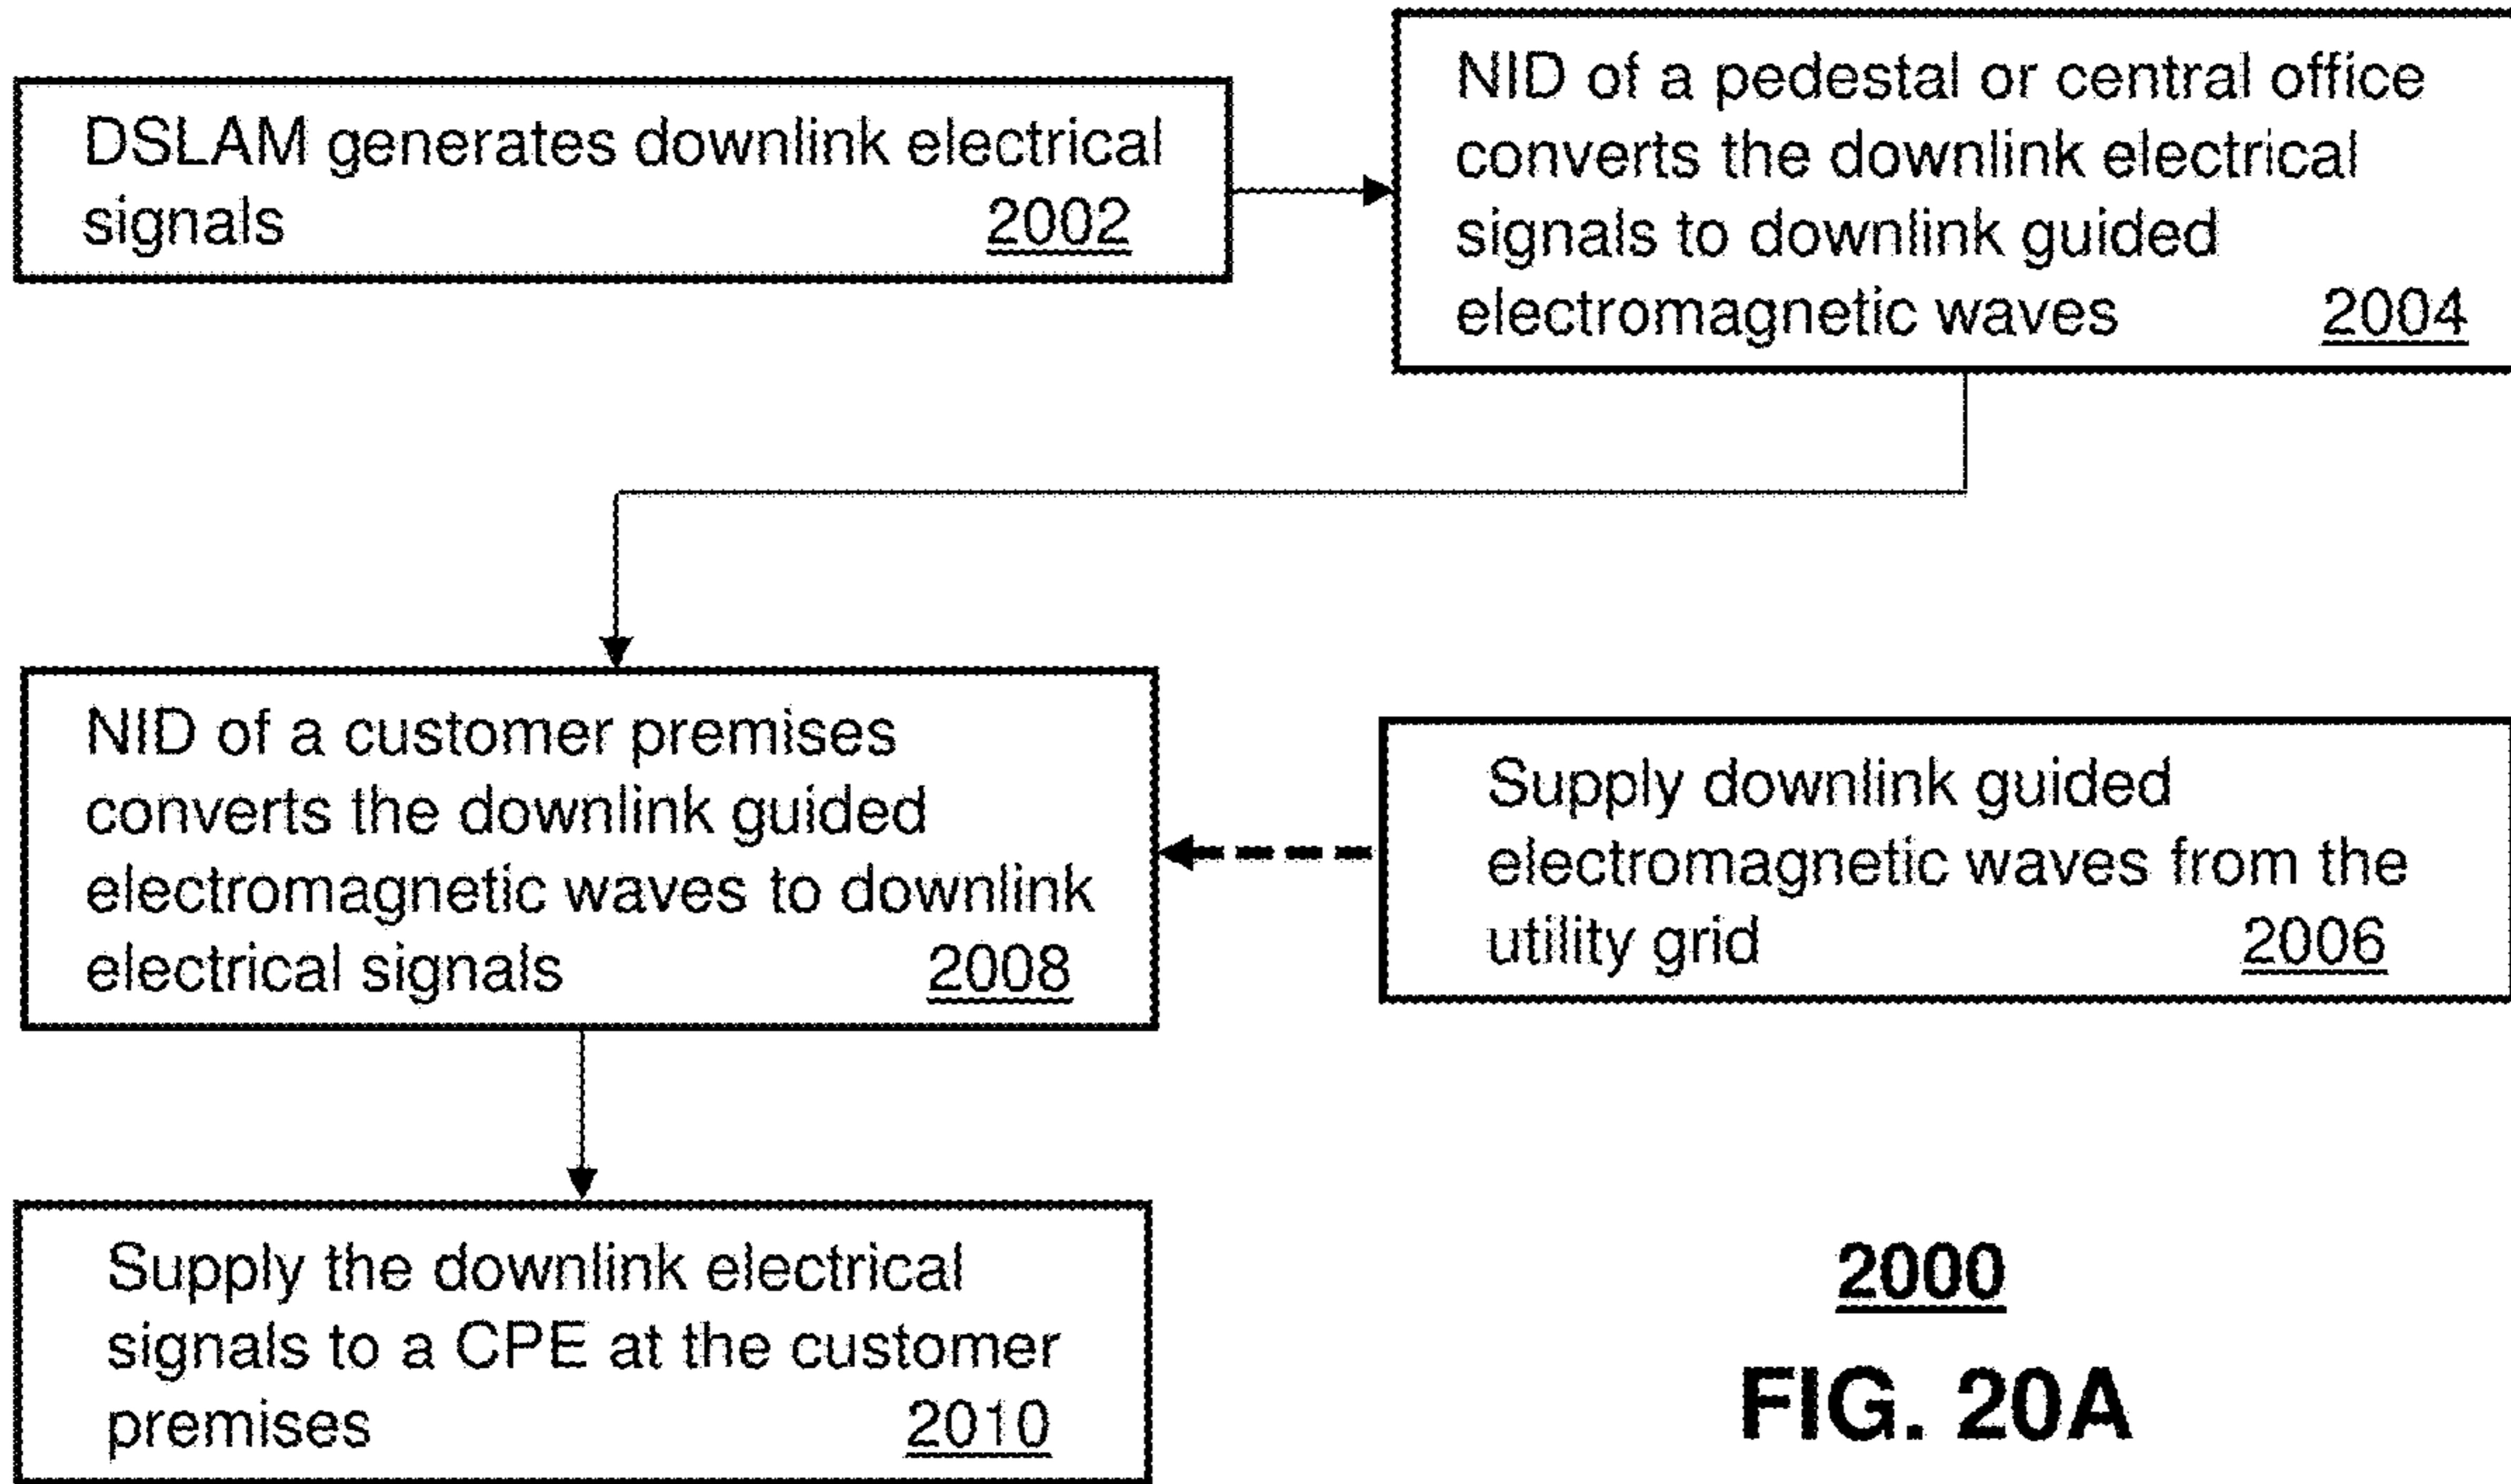 DSLAM generates downlink electrical
signals 2002
NID of a pedestal or central office
converts the downlink electrical
signals to downlink guided
electromagnetic waves 2004
NID of a customer premises
converts the downlink guided
electromagnetic waves to downlink
electrical signals 2008
Supply downlink guided
electromagnetic waves from the
utility grid 2006
Supply the downlink electrical
signals to a CPE at the customer
premises 2010
2000
FIG. 20A